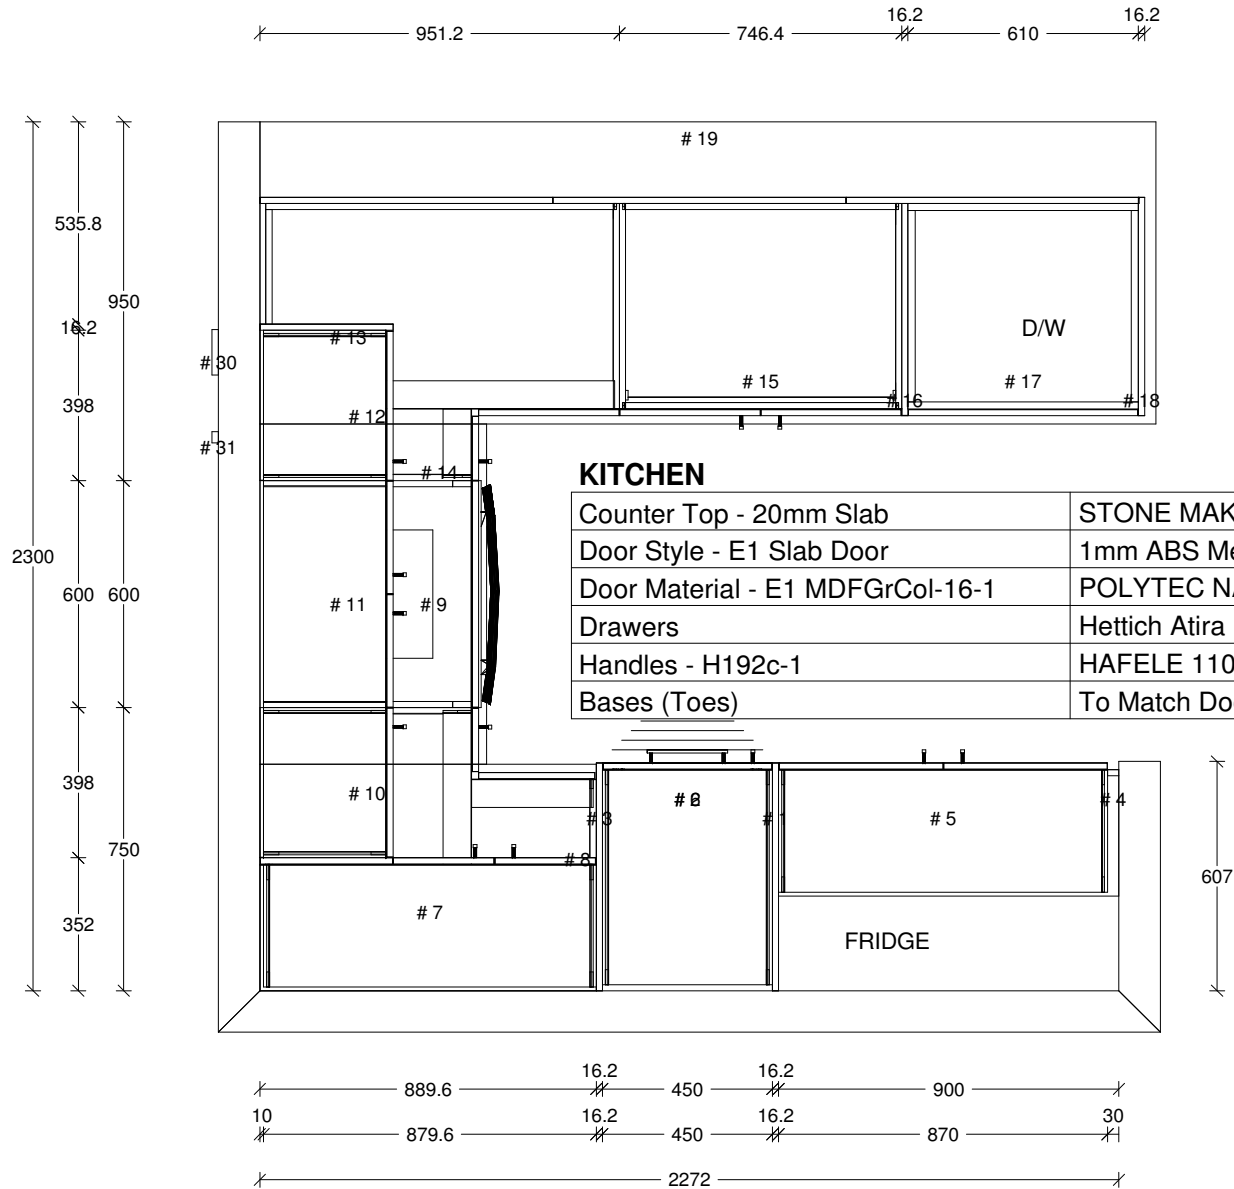 16.2 16.2
951.2 746.4 610
# 19
535.8
950
16.2
# 13
D/W
# 30
# 15 # 17
398
# 12
# 16 # 18
# 31
# 14
KITCHEN
Counter Top - 20mm Slab STONE MAK
Door Style - E1 Slab Door 1mm ABS Me
2300
Door Material - E1 MDFGrCol-16-1 POLYTEC NA
600 600
# 11 # 9
Drawers Hettich Atira
Handles - H192c-1 HAFELE 110
Bases (Toes) To Match Do
398
# 10
# 3 # 5 # 4
750
# 8
607
# 7
352
FRIDGE
16.2 16.2
889.6 450 900
10 16.2 16.2 30
879.6 450 870
2272